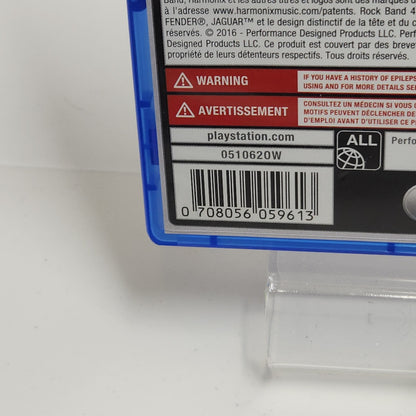 Band, Harmonix et les autres titres et logos sont des marques d
à l'adresse www.harmonixmusic.com/patents. Rock Band 4
FENDER®, JAGUAR™ et le design distinctif de la tête et du c
© 2016 - Performance Designed Products LLC. Perf
Designed Products LLC. Ce produit est couvert par des breve
propriété de leurs détenteurs respectifs. Tous droits réservés.
WARNING
IF YOU HAVE A HISTORY OF EPILEPS
USING AND FOR MORE DETAILS.
AVERTISSEMENT
CONSULTEZ UN MÉDECIN SI VOUS
MOTIFS PEUVENT DÉCLENCHER DE
D'EMPLOI AVANT D'UTILISER CE
playstation.com
0510620W
ALL
Perfo
0 708056 059613